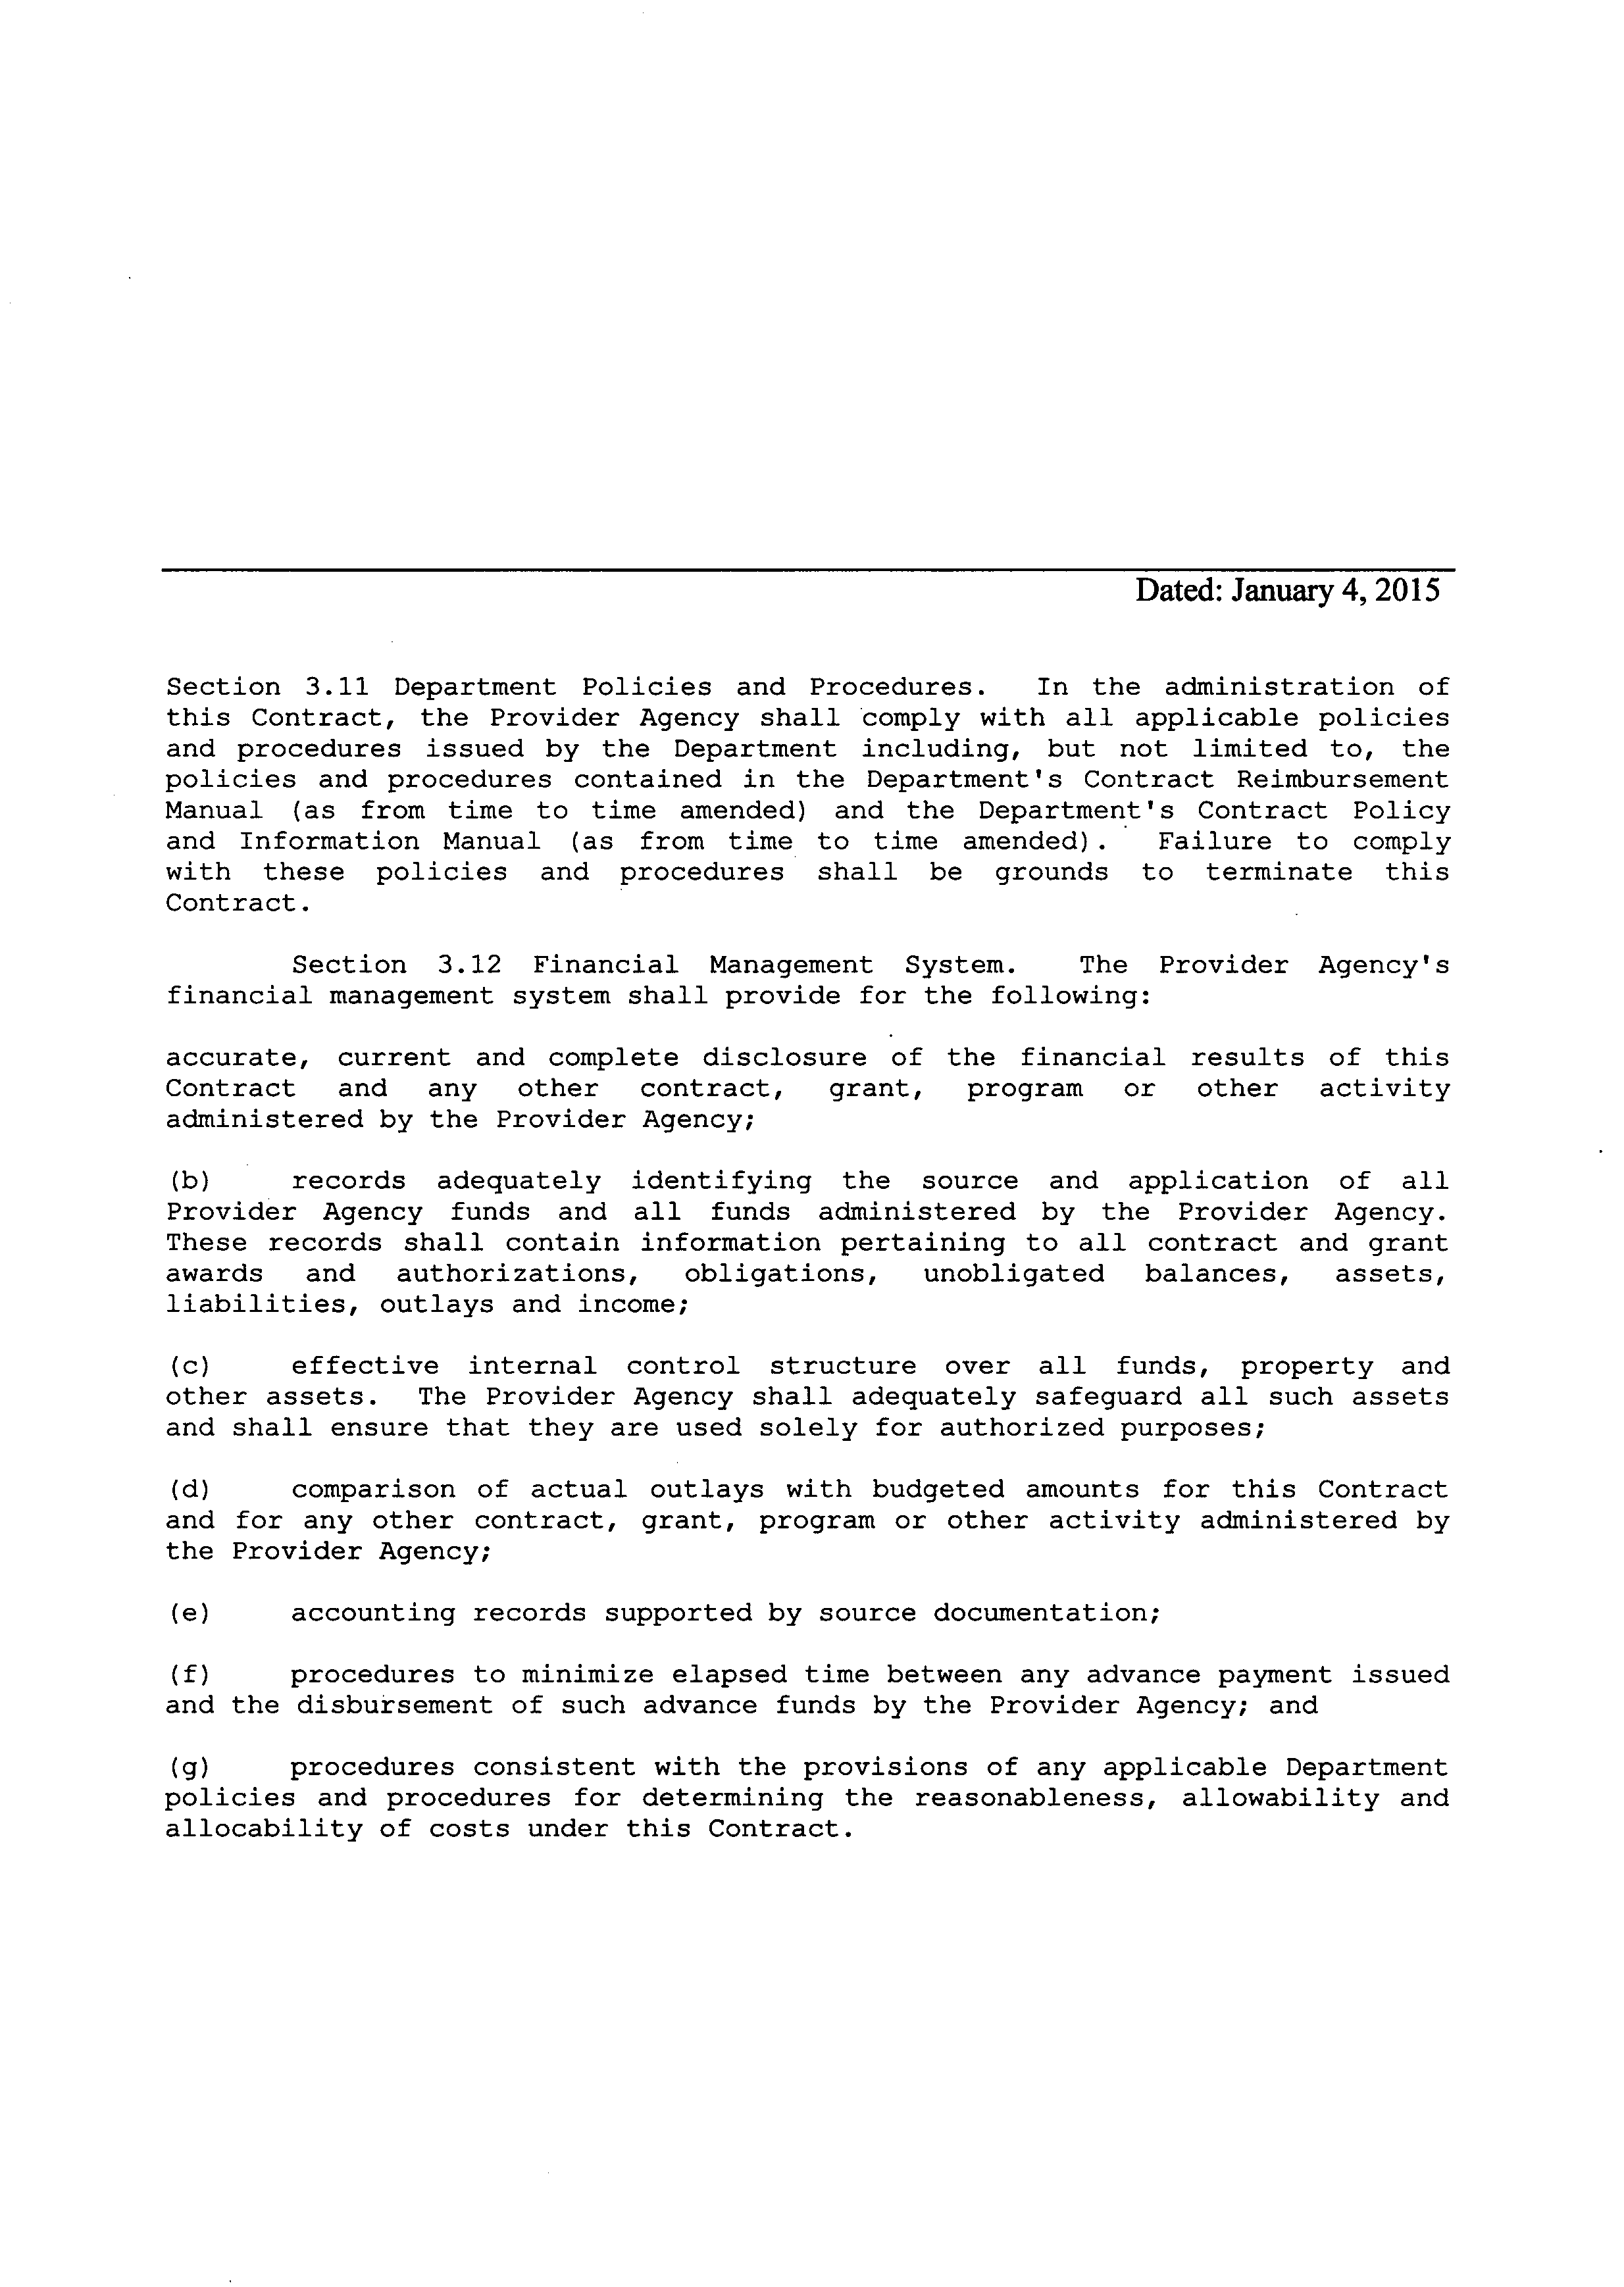 Dated: January 4, 2015
Section 3.11 Department Policies and Procedures. In the administration of
this Contract, the Provider Agency shall comply with all applicable policies
and procedures issued by the Department including, but not limited to, the
policies and procedures contained in the Department's Contract Reimbursement
Manual (as from time to time amended) and the Department's Contract Policy
and Information Manual (as from time to time amended). Failure to comply
with these policies and procedures shall be grounds to terminate this
Contract.
Section 3.12 Financial Management System. The Provider Agency's
financial management system shall provide for the following:
accurate, current and complete disclosure of the financial results of this
Contract and any other contract, grant, program or other activity
administered by the Provider Agency;
(b) records adequately identifying the source and application of all
Provider Agency funds and all funds administered by the Provider Agency.
These records shall contain information pertaining to all contract and grant
awards and authorizations, obligations, unobligated balances, assets,
liabilities, outlays and income;
(c) effective internal control structure over all funds, property and
other assets. The Provider Agency shall adequately safeguard all such assets
and shall ensure that they are used solely for authorized purposes;
(d) comparison of actual outlays with budgeted amounts for this Contract
and for any other contract, grant, program or other activity administered by
the Provider Agency;
(e) accounting records supported by source documentation;
(f) procedures to minimize elapsed time between any advance payment issued
and the disbursement of such advance funds by the Provider Agency; and
(g) procedures consistent with the provisions of any applicable Department
policies and procedures for determining the reasonableness, allowability and
allocability of costs under this Contract.